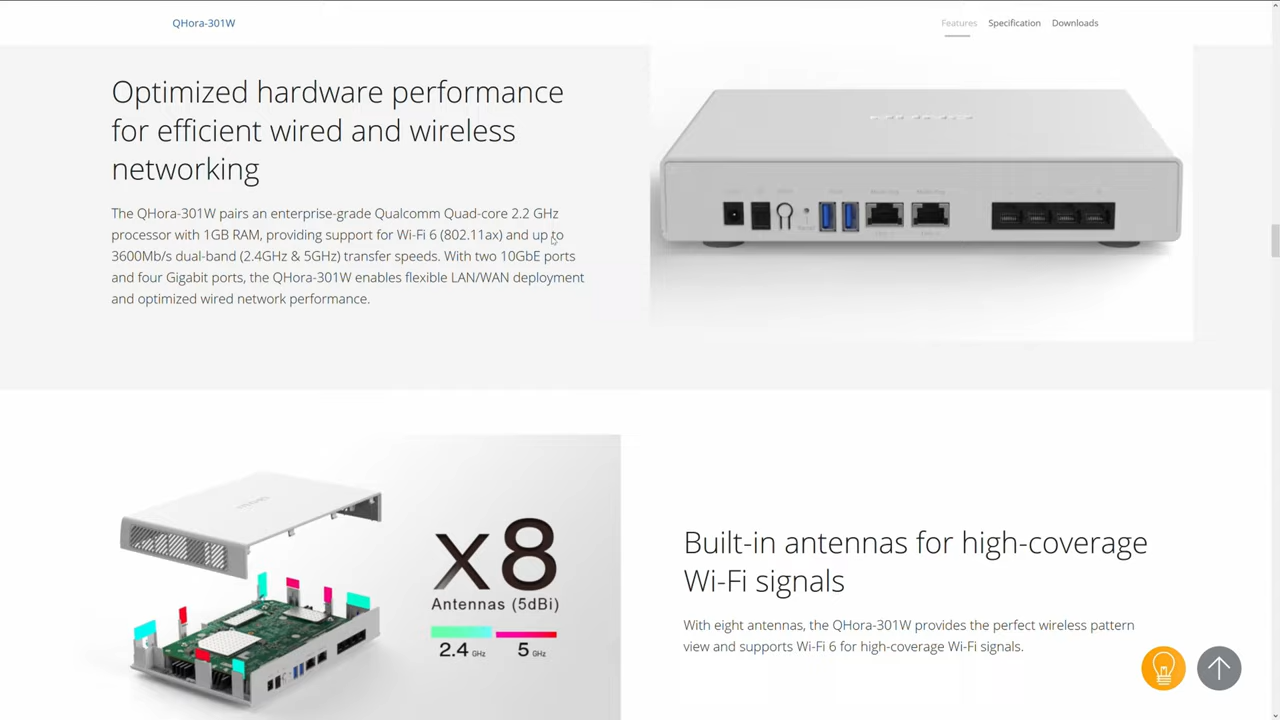 QHora-301W
Features
Specification
Downloads
Optimized hardware performance
for efficient wired and wireless
networking
The QHora-301W pairs an enterprise-grade Qualcomm Quad-core 2.2 GHz
processor with 1GB RAM, providing support for Wi-Fi 6 (802.11ax) and up to
3600Mb/s dual-band (2.4GHz & 5GHz) transfer speeds. With two 10GbE ports
and four Gigabit ports, the QHora-301W enables flexible LAN/WAN deployment
and optimized wired network performance.
x8
Antennas (5dBi)
2.4 GHz
5 GHz
Built-in antennas for high-coverage
Wi-Fi signals
With eight antennas, the QHora-301W provides the perfect wireless pattern
view and supports Wi-Fi 6 for high-coverage Wi-Fi signals.